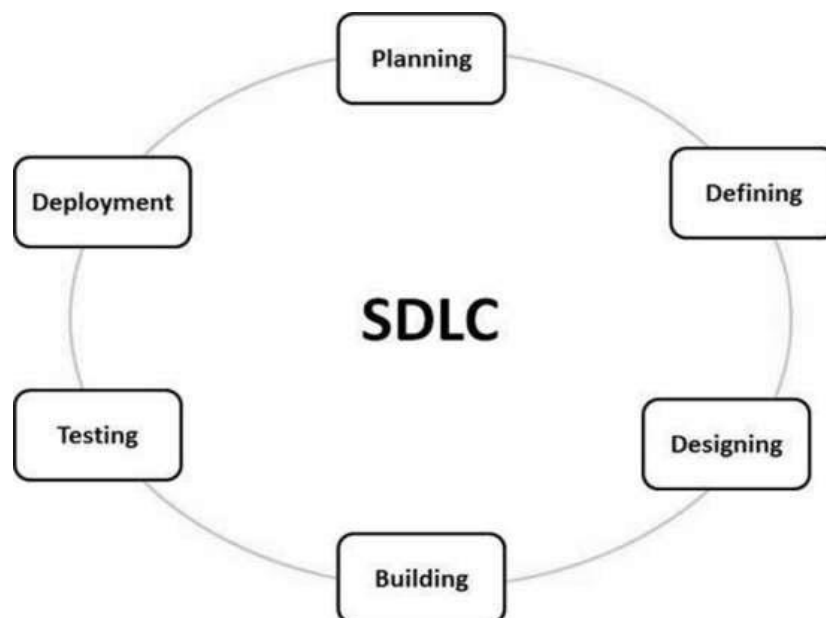 Planning
Defining
Designing
Building
Testing
Deployment
SDLC